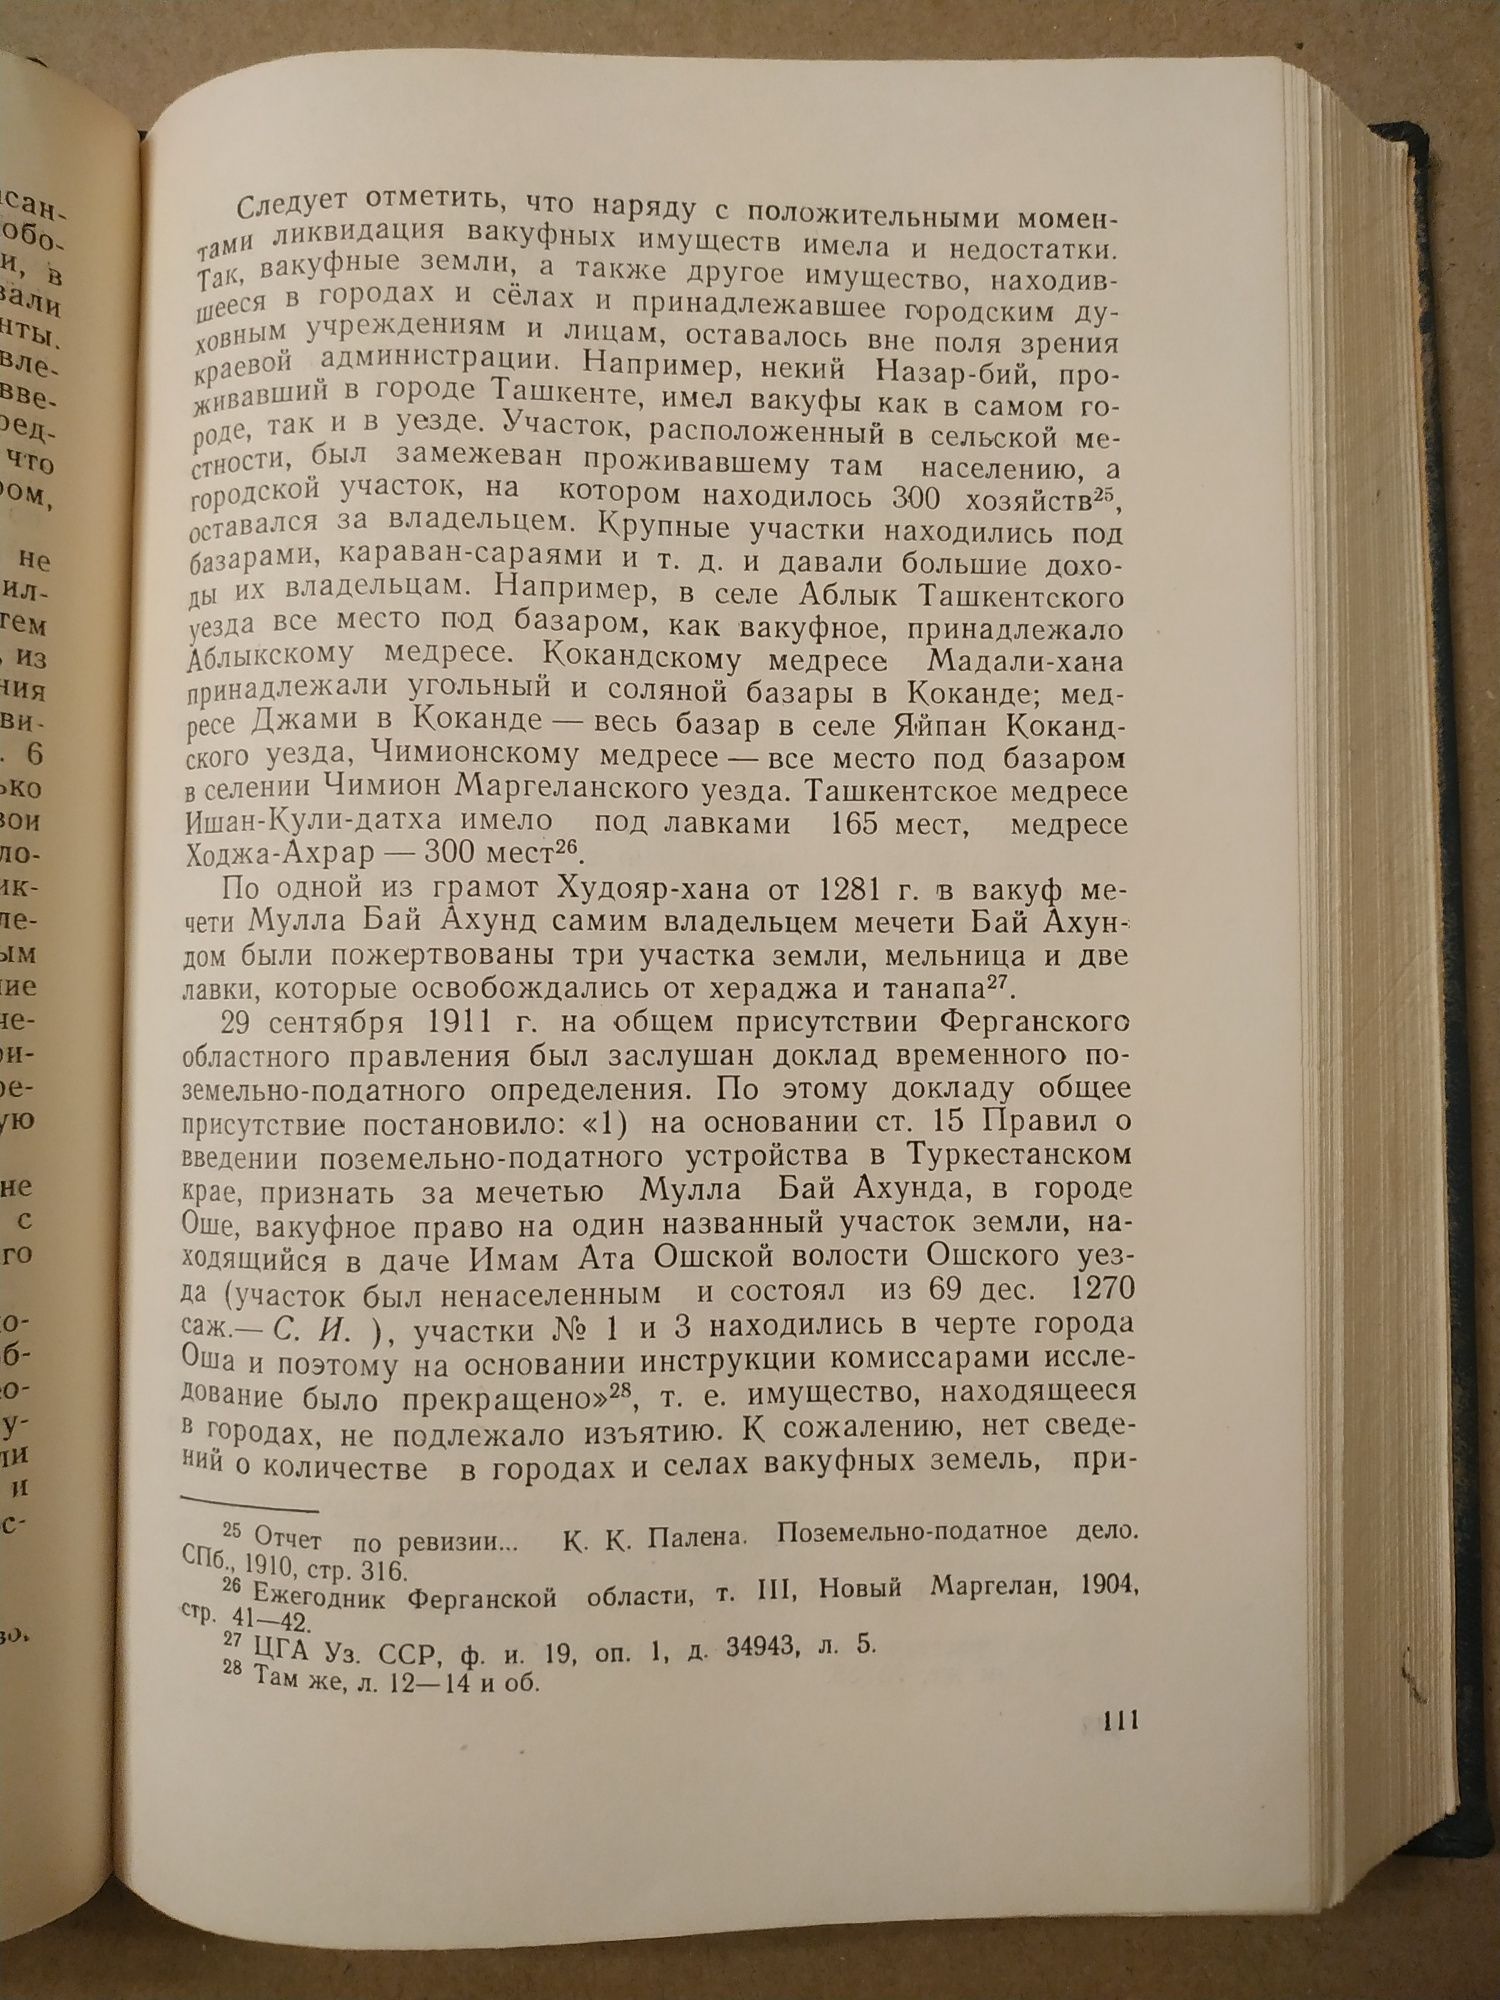 Следует отметить, что наряду с положительными момен-
тами ликвидация вакуфных имуществ имела и недостатки.
Так, вакуфные земли, а также другое имущество, находив-
шееся в городах и сёлах и принадлежавшее городским ду-
ховным учреждениям и лицам, оставалось вне поля зрения
краевой администрации. Например, некий Назар-бий, про-
живавший в городе Ташкенте, имел вакуфы как в самом го-
роде, так и в уезде. Участок, расположенный в сельской ме-
стности, был замежеван проживавшему там населению, а
городской участок, на котором находилось 300 хозяйств²⁵,
оставался за владельцем. Крупные участки находились под
базарами, караван-сараями и т. д. и давали большие дохо-
ды их владельцам. Например, в селе Аблык Ташкентского
уезда все место под базаром, как вакуфное, принадлежало
Аблыкскому медресе. Кокандскому медресе Мадали-хана
принадлежали угольный и соляной базары в Коканде; мед-
ресе Джами в Коканде — весь базар в селе Яйпан Коканд-
ского уезда, Чимионскому медресе — все место под базаром
в селении Чимион Маргеланского уезда. Ташкентское медресе
Ишан-Кули-датха имело под лавками 165 мест, медресе
Ходжа-Ахрар — 300 мест²⁶.
По одной из грамот Худояр-хана от 1281 г. в вакуф ме-
чети Мулла Бай Ахунд самим владельцем мечети Бай Ахун-
дом были пожертвованы три участка земли, мельница и две
лавки, которые освобождались от хераджа и танапа²⁷.
29 сентября 1911 г. на общем присутствии Ферганского
областного правления был заслушан доклад временного по-
земельно-податного определения. По этому докладу общее
присутствие постановило: «1) на основании ст. 15 Правил о
введении поземельно-податного устройства в Туркестанском
крае, признать за мечетью Мулла Бай Ахунда, в городе
Оше, вакуфное право на один названный участок земли, на-
ходящийся в даче Имам Ата Ошской волости Ошского уез-
да (участок был ненаселенным и состоял из 69 дес. 1270
саж.— С. И. ), участки № 1 и 3 находились в черте города
Оша и поэтому на основании инструкции комиссарами иссле-
дование было прекращено»²⁸, т. е. имущество, находящееся
в городах, не подлежало изъятию. К сожалению, нет сведе-
ний о количестве в городах и селах вакуфных земель, при-
²⁵ Отчет по ревизии... К. К. Палена. Поземельно-податное дело.
СПб., 1910, стр. 316.
²⁶ Ежегодник Ферганской области, т. III, Новый Маргелан, 1904,
стр. 41—42.
²⁷ ЦГА Уз. ССР, ф. и. 19, оп. 1, д. 34943, л. 5.
²⁸ Там же, л. 12—14 и об.
111